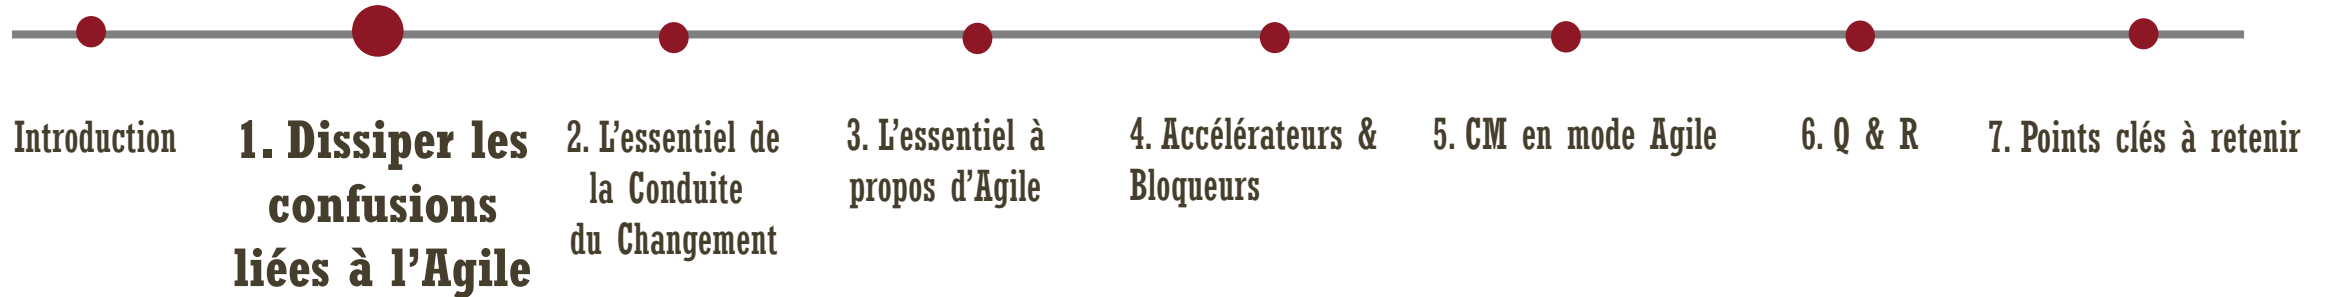 Introduction
1. Dissiper les
confusions
liées à l’Agile
2. L’essentiel de
la Conduite
du Changement
3. L’essentiel à
propos d’Agile
4. Accélérateurs &
Bloqueurs
5. CM en mode Agile
6. Q & R
7. Points clés à retenir